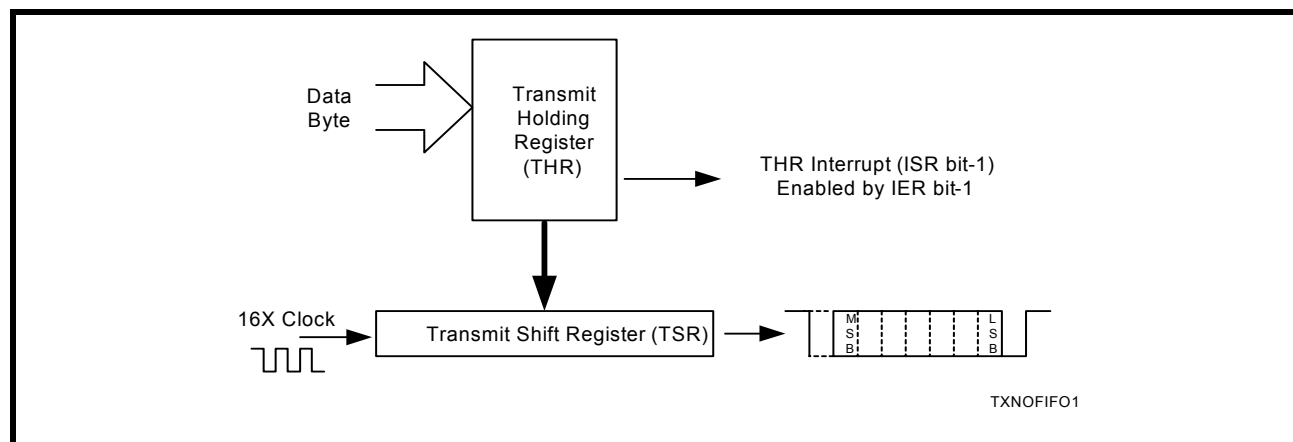 Data
Byte
Transmit
Holding
Register
(THR)
THR Interrupt (ISR bit-1)
Enabled by IER bit-1
16X Clock
Transmit Shift Register (TSR)
M
S
B
L
S
B
TXNOFIFO1